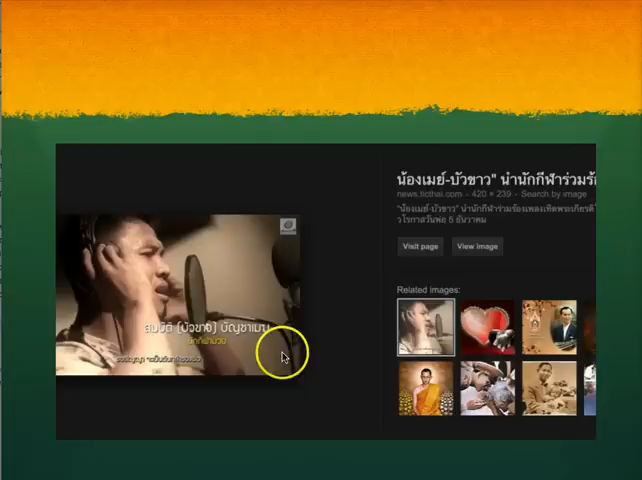 น้องเมย์-บัวขาว" นำนักกีฬาร่วมร้
news.ticthai.com - 420 × 239 - Search by image
"น้องเมย์-บัวขาว" นำนักกีฬาร่วมร้องเพลงเทิดพระเกียรติ
วโรกาสวันพ่อ 5 ธันวาคม
Visit page
View image
Related images:
สมบัติ (บัวขาว) บัญชาเมฆ
นักกีฬามวย